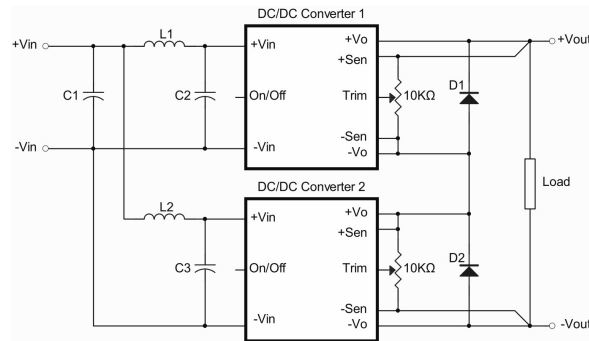 DC/DC Converter 1
+Vin
L1
+Vin
+Vo
+Vout
+Sen
C1
C2
On/Off
Trim
10KΩ
D1
-Sen
-Vin
-Vin
-Vo
Load
DC/DC Converter 2
L2
+Vin
+Vo
+Sen
C3
On/Off
Trim
10KΩ
D2
-Sen
-Vin
-Vo
-Vout